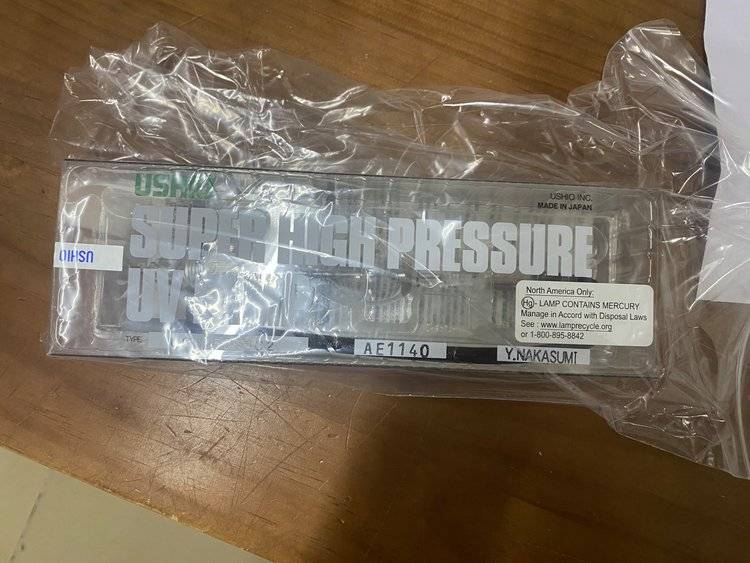 USHIO
USHIO INC.
MADE IN JAPAN
SUPER HIGH PRESSURE
UV
USHIO
North America Only:
Hg - LAMP CONTAINS MERCURY
Manage in Accord with Disposal Laws
See : www.lamprecycle.org
or 1-800-895-8842
TYPE
AE1140
Y.NAKASUMI